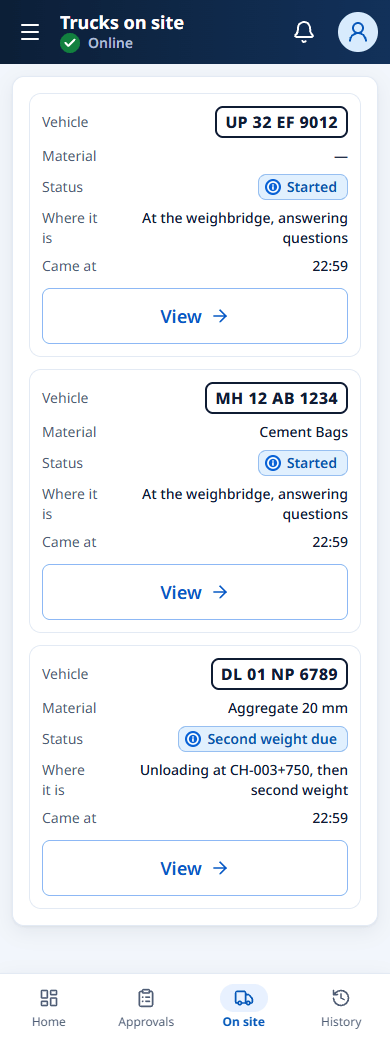 Trucks on site
Online
Vehicle UP 32 EF 9012
Material —
Status Started
Where it is At the weighbridge, answering questions
Came at 22:59
View
Vehicle MH 12 AB 1234
Material Cement Bags
Status Started
Where it is At the weighbridge, answering questions
Came at 22:59
View
Vehicle DL 01 NP 6789
Material Aggregate 20 mm
Status Second weight due
Where it is Unloading at CH-003+750, then second weight
Came at 22:59
View
Home Approvals On site History